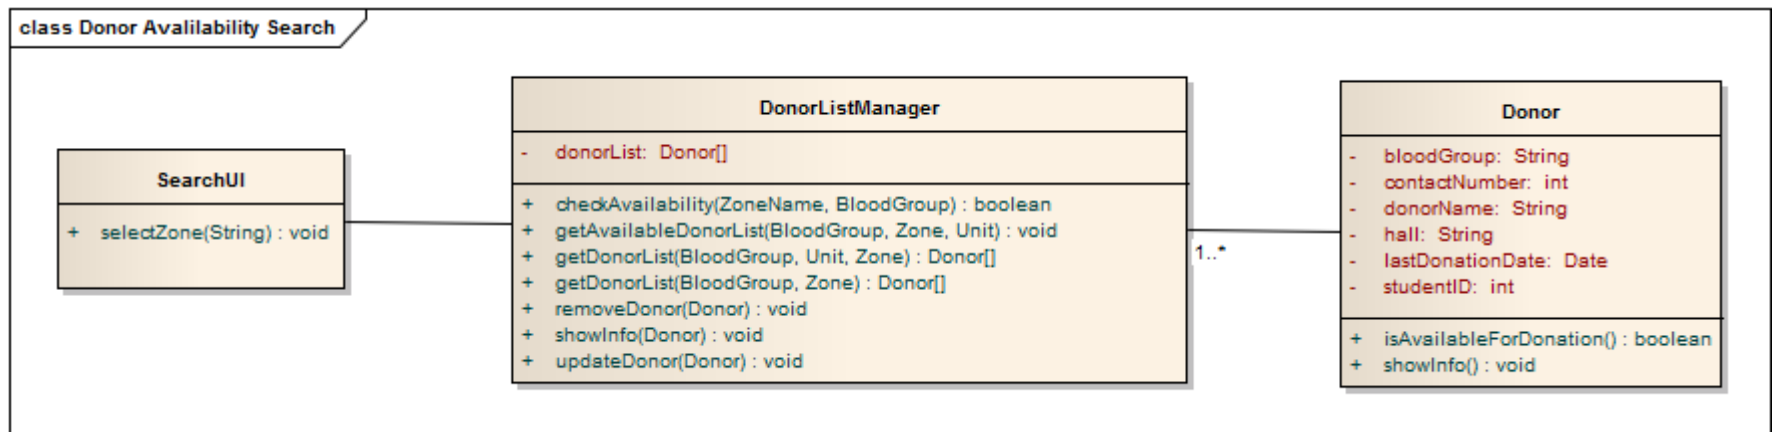 class Donor Avalilability Search
SearchUI
+ selectZone(String) : void
DonorListManager
- donorList: Donor[]
+ checkAvailability(ZoneName, BloodGroup) : boolean
+ getAvailableDonorList(BloodGroup, Zone, Unit) : void
+ getDonorList(BloodGroup, Unit, Zone) : Donor[]
+ getDonorList(BloodGroup, Zone) : Donor[]
+ removeDonor(Donor) : void
+ showInfo(Donor) : void
+ updateDonor(Donor) : void
1..*
Donor
- bloodGroup: String
- contactNumber: int
- donorName: String
- hall: String
- lastDonationDate: Date
- studentID: int
+ isAvailableForDonation() : boolean
+ showInfo() : void